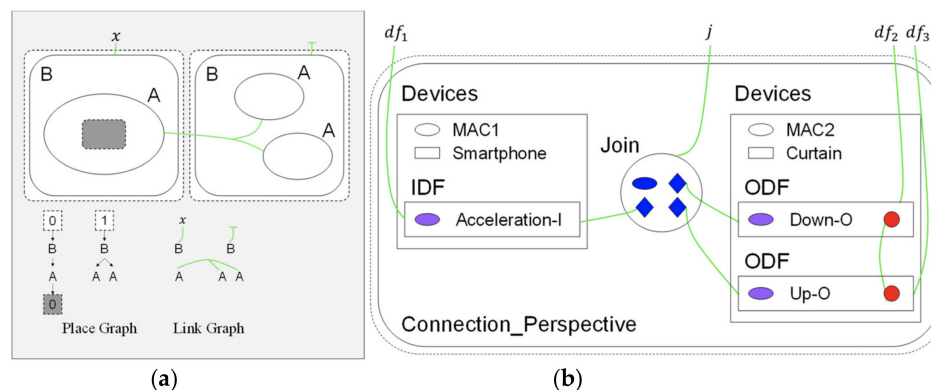 x
B
A
B
A
A
0
1
B
B
A
A A
0
Place Graph
x
B
B
A
A A
Link Graph
(a)
df1
j
df2 df3
Devices
MAC1
Smartphone
IDF
Acceleration-I
Join
Devices
MAC2
Curtain
ODF
Down-O
ODF
Up-O
Connection_Perspective
(b)